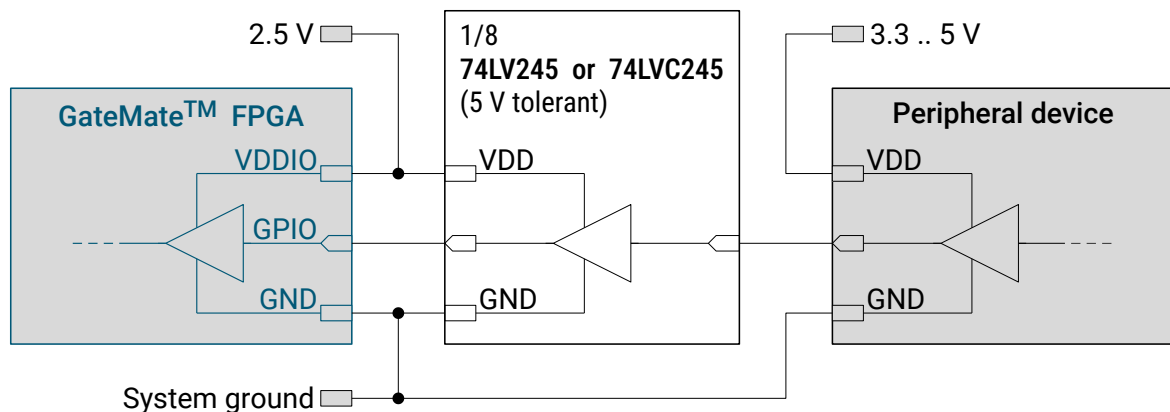 2.5 V
1/8
74LV245 or 74LVC245
(5 V tolerant)
3.3 .. 5 V
GateMate™ FPGA
VDDIO
GPIO
GND
VDD
GND
Peripheral device
VDD
GND
System ground